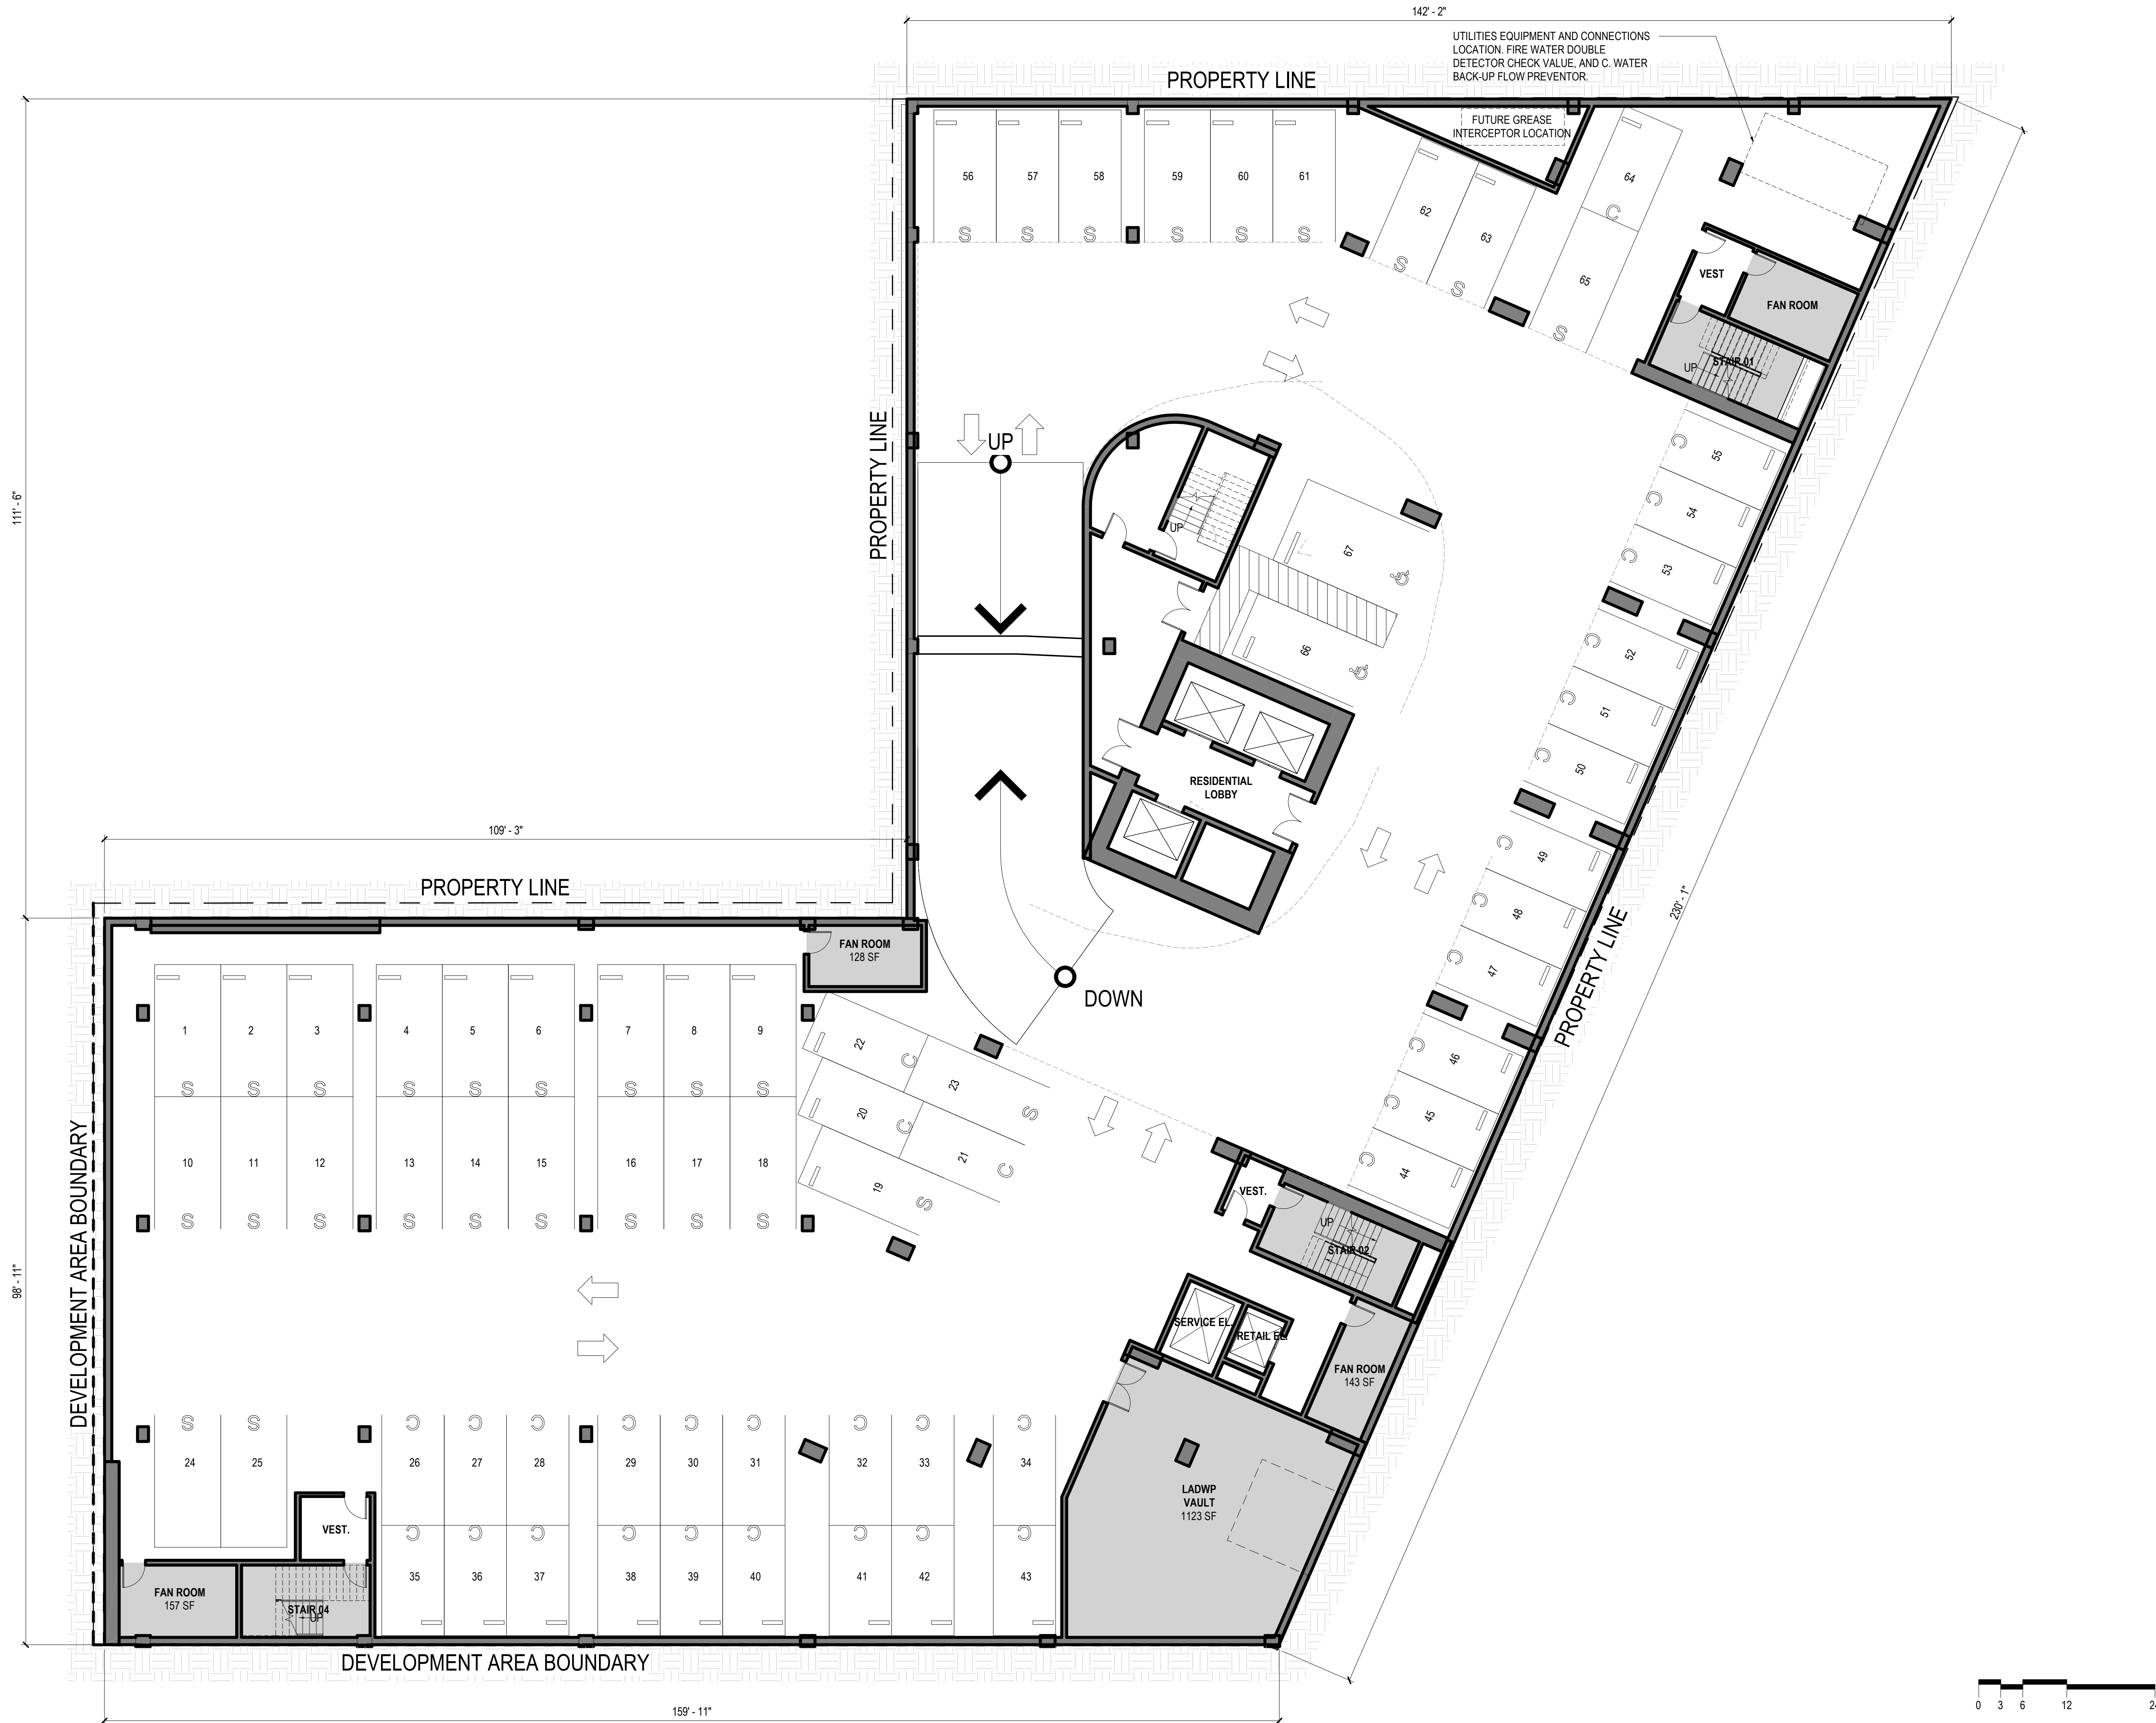 142' - 2"
UTILITIES EQUIPMENT AND CONNECTIONS
LOCATION. FIRE WATER DOUBLE
DETECTOR CHECK VALUE, AND C. WATER
BACK-UP FLOW PREVENTOR.
PROPERTY LINE
FUTURE GREASE
INTERCEPTOR LOCATION
56
57
58
59
60
61
S
S
S
S
S
S
62
S
63
S
64
C
65
S
VEST
FAN ROOM
STAIR 01
UP
PROPERTY LINE
111' - 6"
UP
UP
67
66
RESIDENTIAL
LOBBY
C
55
C
54
C
53
C
52
C
51
C
50
C
49
C
48
C
47
C
46
C
45
C
44
PROPERTY LINE
230' - 1"
109' - 3"
PROPERTY LINE
FAN ROOM
128 SF
DOWN
1
2
3
4
5
6
7
8
9
S
S
S
S
S
S
S
S
S
10
11
12
13
14
15
16
17
18
S
S
S
S
S
S
S
S
S
22
C
23
S
20
C
21
C
19
S
DEVELOPMENT AREA BOUNDARY
98' - 11"
VEST.
UP
STAIR 02
SERVICE EL.
RETAIL EL.
FAN ROOM
143 SF
S
S
C
C
C
C
C
C
C
C
C
24
25
26
27
28
29
30
31
32
33
34
LADWP
VAULT
1123 SF
VEST.
C
C
C
C
C
C
C
C
C
35
36
37
38
39
40
41
42
43
FAN ROOM
157 SF
STAIR 04
UP
DEVELOPMENT AREA BOUNDARY
159' - 11"
0 3 6 12